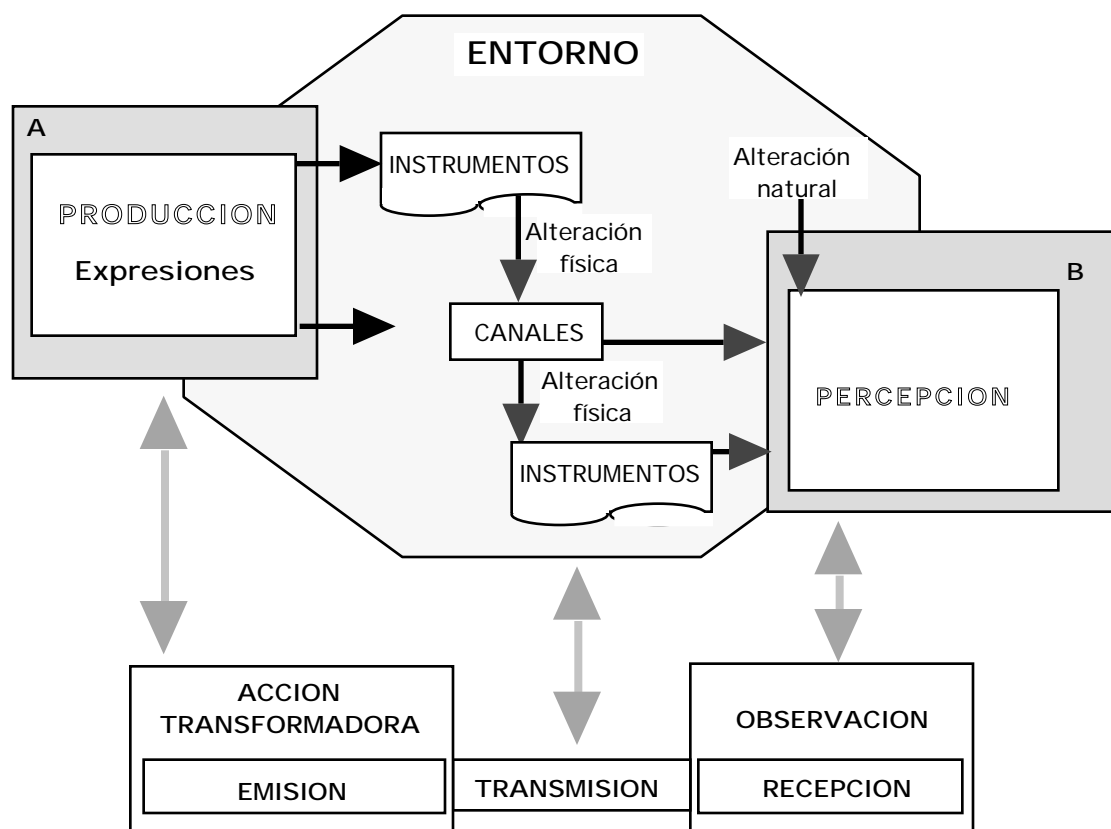 ENTORNO
A
INSTRUMENTOS
Alteración
natural
PRODUCCION
Expresiones
Alteración
física
B
CANALES
Alteración
física
PERCEPCION
INSTRUMENTOS
ACCION
TRANSFORMADORA
OBSERVACION
EMISION
TRANSMISION
RECEPCION